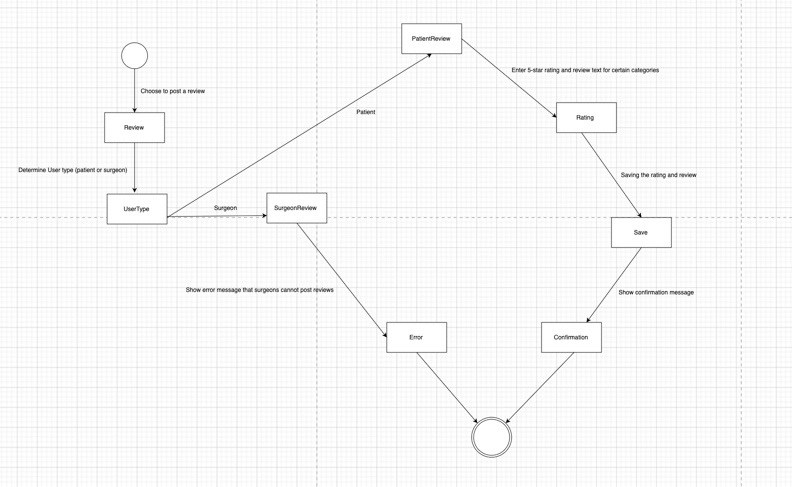 PatientReview
Enter 5-star rating and review text for certain categories
Choose to post a review
Patient
Rating
Review
Determine User type (patient or surgeon)
Saving the rating and review
UserType
Surgeon
SurgeonReview
Save
Show error message that surgeons cannot post reviews
Show confirmation message
Error
Confirmation